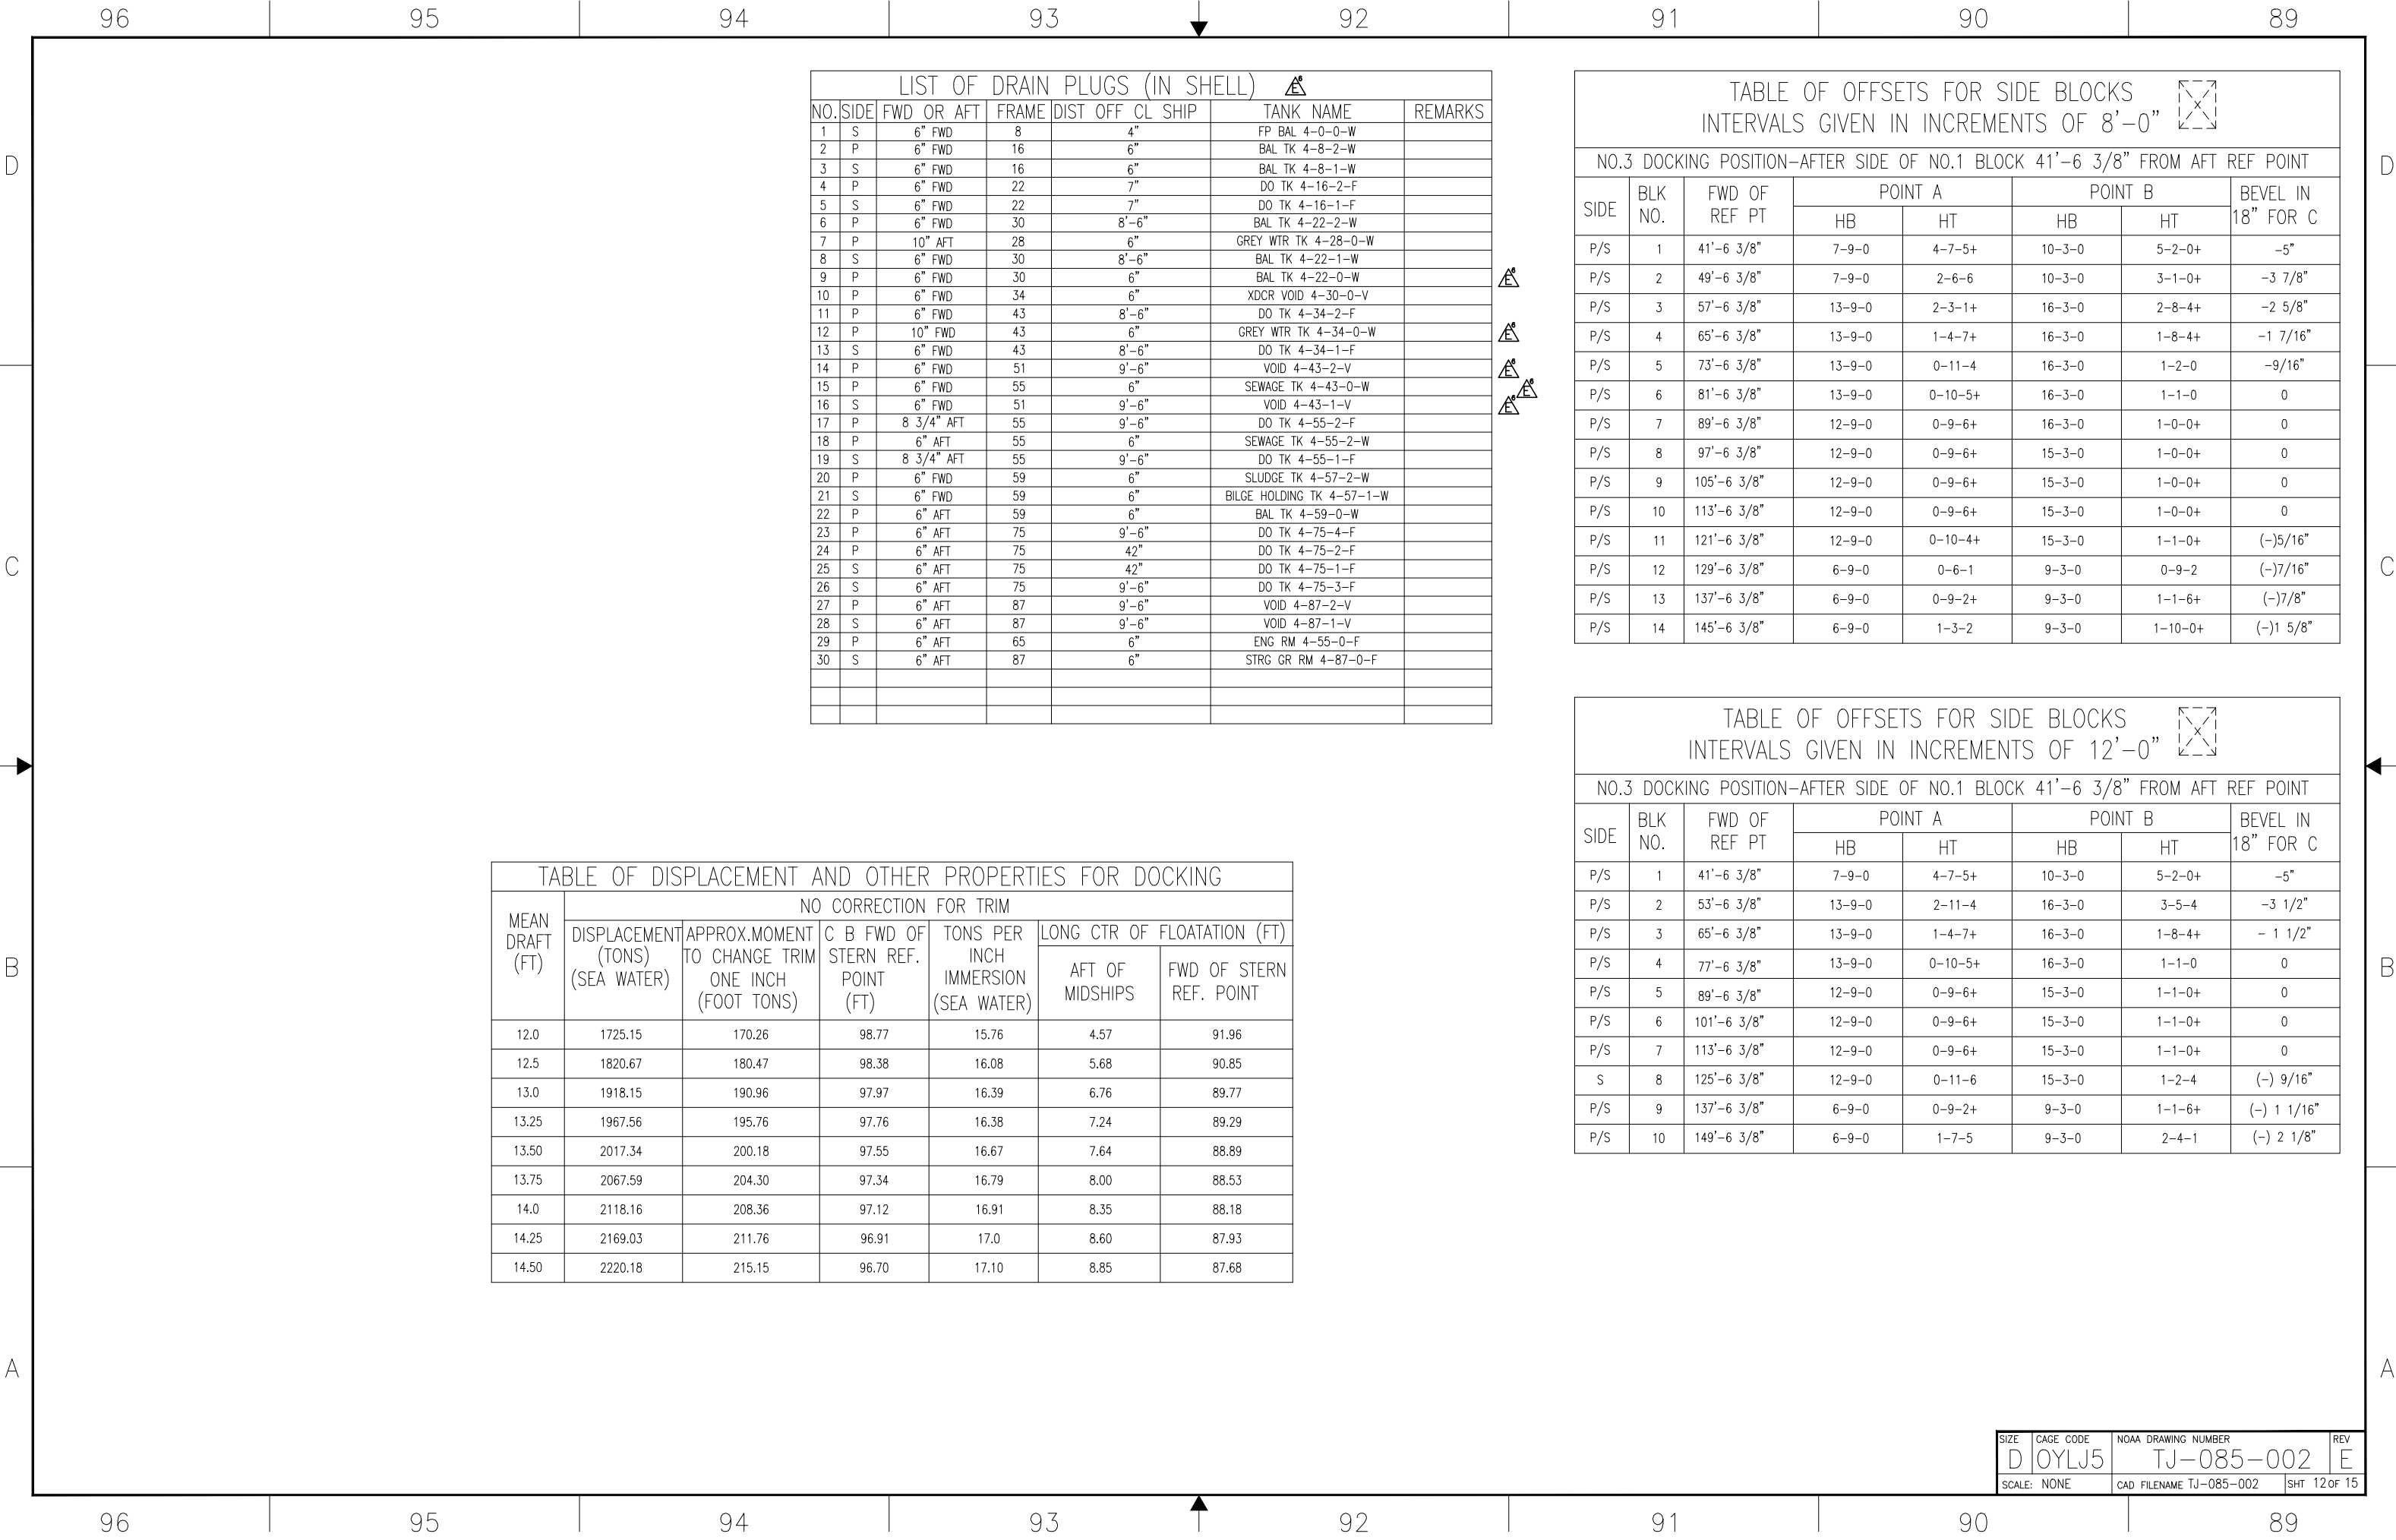 96 95 94 93 92 91 90 89
LIST OF DRAIN PLUGS (IN SHELL) E 6
NO. SIDE FWD OR AFT FRAME DIST OFF CL SHIP TANK NAME REMARKS
1 S 6" FWD 8 4" FP BAL 4-0-0-W
2 P 6" FWD 16 6" BAL TK 4-8-2-W
3 S 6" FWD 16 6" BAL TK 4-8-1-W
4 P 6" FWD 22 7" DO TK 4-16-2-F
5 S 6" FWD 22 7" DO TK 4-16-1-F
6 P 6" FWD 30 8'-6" BAL TK 4-22-2-W
7 P 10" AFT 28 6" GREY WTR TK 4-28-0-W
8 S 6" FWD 30 8'-6" BAL TK 4-22-1-W
9 P 6" FWD 30 6" BAL TK 4-22-0-W E 6
10 P 6" FWD 34 6" XDCR VOID 4-30-0-V
11 P 6" FWD 43 8'-6" DO TK 4-34-2-F
12 P 10" FWD 43 6" GREY WTR TK 4-34-0-W E 6
13 S 6" FWD 43 8'-6" DO TK 4-34-1-F
14 P 6" FWD 51 9'-6" VOID 4-43-2-V E 6
15 P 6" FWD 55 6" SEWAGE TK 4-43-0-W E 6
16 S 6" FWD 51 9'-6" VOID 4-43-1-V E 6
17 P 8 3/4" AFT 55 9'-6" DO TK 4-55-2-F
18 P 6" AFT 55 6" SEWAGE TK 4-55-2-W
19 S 8 3/4" AFT 55 9'-6" DO TK 4-55-1-F
20 P 6" FWD 59 6" SLUDGE TK 4-57-2-W
21 S 6" FWD 59 6" BILGE HOLDING TK 4-57-1-W
22 P 6" AFT 59 6" BAL TK 4-59-0-W
23 P 6" AFT 75 9'-6" DO TK 4-75-4-F
24 P 6" AFT 75 42" DO TK 4-75-2-F
25 S 6" AFT 75 42" DO TK 4-75-1-F
26 S 6" AFT 75 9'-6" DO TK 4-75-3-F
27 P 6" AFT 87 9'-6" VOID 4-87-2-V
28 S 6" AFT 87 9'-6" VOID 4-87-1-V
29 P 6" AFT 65 6" ENG RM 4-55-0-F
30 S 6" AFT 87 6" STRG GR RM 4-87-0-F
TABLE OF OFFSETS FOR SIDE BLOCKS
INTERVALS GIVEN IN INCREMENTS OF 8'-0" X
NO.3 DOCKING POSITION-AFTER SIDE OF NO.1 BLOCK 41'-6 3/8" FROM AFT REF POINT
SIDE BLK NO. FWD OF REF PT POINT A POINT B BEVEL IN 18" FOR C
HB HT HB HT
P/S 1 41'-6 3/8" 7-9-0 4-7-5+ 10-3-0 5-2-0+ -5"
P/S 2 49'-6 3/8" 7-9-0 2-6-6 10-3-0 3-1-0+ -3 7/8"
P/S 3 57'-6 3/8" 13-9-0 2-3-1+ 16-3-0 2-8-4+ -2 5/8"
P/S 4 65'-6 3/8" 13-9-0 1-4-7+ 16-3-0 1-8-4+ -1 7/16"
P/S 5 73'-6 3/8" 13-9-0 0-11-4 16-3-0 1-2-0 -9/16"
P/S 6 81'-6 3/8" 13-9-0 0-10-5+ 16-3-0 1-1-0 0
P/S 7 89'-6 3/8" 12-9-0 0-9-6+ 16-3-0 1-0-0+ 0
P/S 8 97'-6 3/8" 12-9-0 0-9-6+ 15-3-0 1-0-0+ 0
P/S 9 105'-6 3/8" 12-9-0 0-9-6+ 15-3-0 1-0-0+ 0
P/S 10 113'-6 3/8" 12-9-0 0-9-6+ 15-3-0 1-0-0+ 0
P/S 11 121'-6 3/8" 12-9-0 0-10-4+ 15-3-0 1-1-0+ (-)5/16"
P/S 12 129'-6 3/8" 6-9-0 0-6-1 9-3-0 0-9-2 (-)7/16"
P/S 13 137'-6 3/8" 6-9-0 0-9-2+ 9-3-0 1-1-6+ (-)7/8"
P/S 14 145'-6 3/8" 6-9-0 1-3-2 9-3-0 1-10-0+ (-)1 5/8"
TABLE OF OFFSETS FOR SIDE BLOCKS
INTERVALS GIVEN IN INCREMENTS OF 12'-0" X
NO.3 DOCKING POSITION-AFTER SIDE OF NO.1 BLOCK 41'-6 3/8" FROM AFT REF POINT
SIDE BLK NO. FWD OF REF PT POINT A POINT B BEVEL IN 18" FOR C
HB HT HB HT
P/S 1 41'-6 3/8" 7-9-0 4-7-5+ 10-3-0 5-2-0+ -5"
P/S 2 53'-6 3/8" 13-9-0 2-11-4 16-3-0 3-5-4 -3 1/2"
P/S 3 65'-6 3/8" 13-9-0 1-4-7+ 16-3-0 1-8-4+ - 1 1/2"
P/S 4 77'-6 3/8" 13-9-0 0-10-5+ 16-3-0 1-1-0 0
P/S 5 89'-6 3/8" 12-9-0 0-9-6+ 15-3-0 1-1-0+ 0
P/S 6 101'-6 3/8" 12-9-0 0-9-6+ 15-3-0 1-1-0+ 0
P/S 7 113'-6 3/8" 12-9-0 0-9-6+ 15-3-0 1-1-0+ 0
S 8 125'-6 3/8" 12-9-0 0-11-6 15-3-0 1-2-4 (-) 9/16"
P/S 9 137'-6 3/8" 6-9-0 0-9-2+ 9-3-0 1-1-6+ (-) 1 1/16"
P/S 10 149'-6 3/8" 6-9-0 1-7-5 9-3-0 2-4-1 (-) 2 1/8"
TABLE OF DISPLACEMENT AND OTHER PROPERTIES FOR DOCKING
NO CORRECTION FOR TRIM
MEAN DRAFT (FT)
DISPLACEMENT (TONS) (SEA WATER)
APPROX.MOMENT TO CHANGE TRIM ONE INCH (FOOT TONS)
C B FWD OF STERN REF. POINT (FT)
TONS PER INCH IMMERSION (SEA WATER)
LONG CTR OF FLOATATION (FT)
AFT OF MIDSHIPS
FWD OF STERN REF. POINT
12.0 1725.15 170.26 98.77 15.76 4.57 91.96
12.5 1820.67 180.47 98.38 16.08 5.68 90.85
13.0 1918.15 190.96 97.97 16.39 6.76 89.77
13.25 1967.56 195.76 97.76 16.38 7.24 89.29
13.50 2017.34 200.18 97.55 16.67 7.64 88.89
13.75 2067.59 204.30 97.34 16.79 8.00 88.53
14.0 2118.16 208.36 97.12 16.91 8.35 88.18
14.25 2169.03 211.76 96.91 17.0 8.60 87.93
14.50 2220.18 215.15 96.70 17.10 8.85 87.68
D D
C C
B B
A A
SIZE D
CAGE CODE 0YLJ5
NOAA DRAWING NUMBER TJ-085-002
REV E
SCALE: NONE
CAD FILENAME TJ-085-002
SHT 12 OF 15
96 95 94 93 92 91 90 89